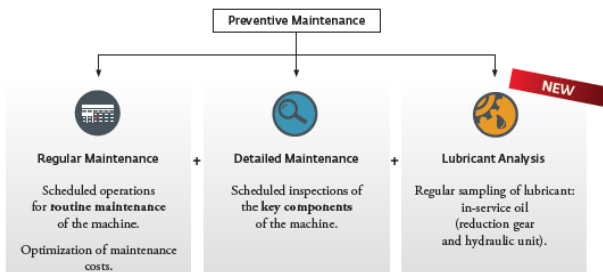 Preventive Maintenance
NEW
Regular Maintenance + Detailed Maintenance + Lubricant Analysis
Scheduled operations
for routine maintenance
of the machine.
Optimization of maintenance
costs.
Scheduled inspections of
the key components
of the machine.
Regular sampling of lubricant:
in-service oil
(reduction gear
and hydraulic unit).